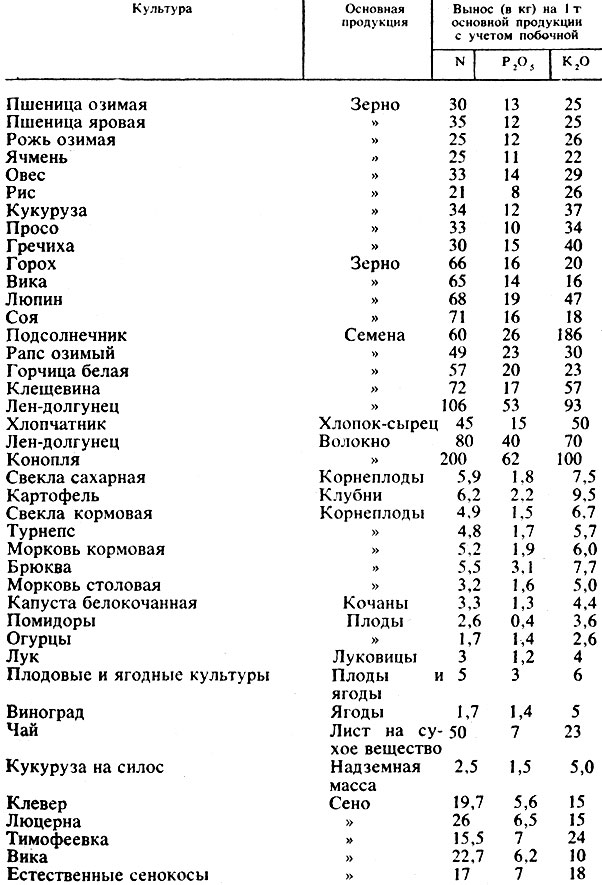 Культура Основная Вынос (в кг) на 1 т
продукция основной продукции
с учетом побочной
N P₂O₅ K₂O
Пшеница озимая Зерно 30 13 25
Пшеница яровая » 35 12 25
Рожь озимая » 25 12 26
Ячмень » 25 11 22
Овес » 33 14 29
Рис » 21 8 26
Кукуруза » 34 12 37
Просо » 33 10 34
Гречиха » 30 15 40
Горох Зерно 66 16 20
Вика » 65 14 16
Люпин » 68 19 47
Соя » 71 16 18
Подсолнечник Семена 60 26 186
Рапс озимый » 49 23 30
Горчица белая » 57 20 23
Клещевина » 72 17 57
Лен-долгунец » 106 53 93
Хлопчатник Хлопок-сырец 45 15 50
Лен-долгунец Волокно 80 40 70
Конопля » 200 62 100
Свекла сахарная Корнеплоды 5,9 1,8 7,5
Картофель Клубни 6,2 2,2 9,5
Свекла кормовая Корнеплоды 4,9 1,5 6,7
Турнепс » 4,8 1,7 5,7
Морковь кормовая » 5,2 1,9 6,0
Брюква » 5,5 3,1 7,7
Морковь столовая » 3,2 1,6 5,0
Капуста белокочанная Кочаны 3,3 1,3 4,4
Помидоры Плоды 2,6 0,4 3,6
Огурцы » 1,7 1,4 2,6
Лук Луковицы 3 1,2 4
Плодовые и ягодные культуры Плоды и 5 3 6
ягоды
Виноград Ягоды 1,7 1,4 5
Чай Лист на су- 50 7 23
хое вещество
Кукуруза на силос Надземная 2,5 1,5 5,0
масса
Клевер Сено 19,7 5,6 15
Люцерна » 26 6,5 15
Тимофеевка » 15,5 7 24
Вика » 22,7 6,2 10
Естественные сенокосы » 17 7 18